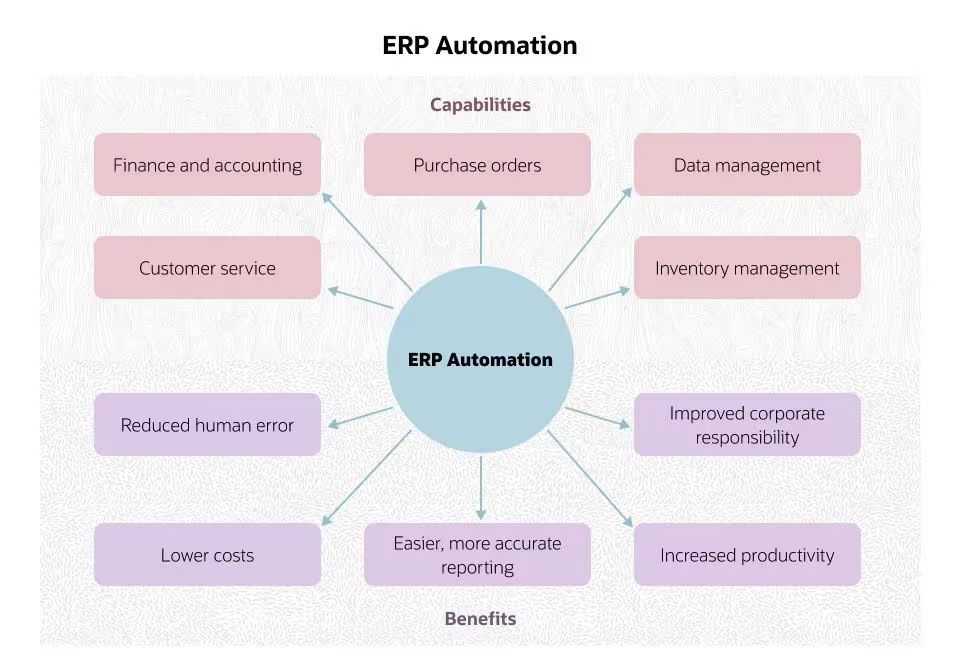 ERP Automation
Capabilities
Finance and accounting
Purchase orders
Data management
Customer service
Inventory management
ERP Automation
Reduced human error
Improved corporate
responsibility
Lower costs
Easier, more accurate
reporting
Increased productivity
Benefits